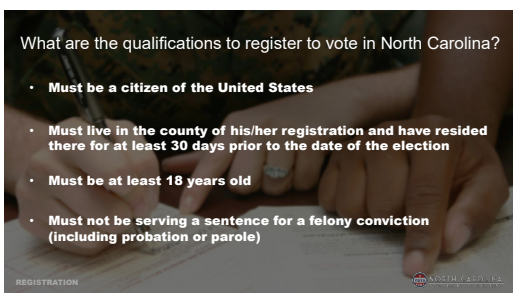 What are the qualifications to register to vote in North Carolina?
• Must be a citizen of the United States
• Must live in the county of his/her registration and have resided
there for at least 30 days prior to the date of the election
• Must be at least 18 years old
• Must not be serving a sentence for a felony conviction
(including probation or parole)
REGISTRATION
NORTH CAROLINA